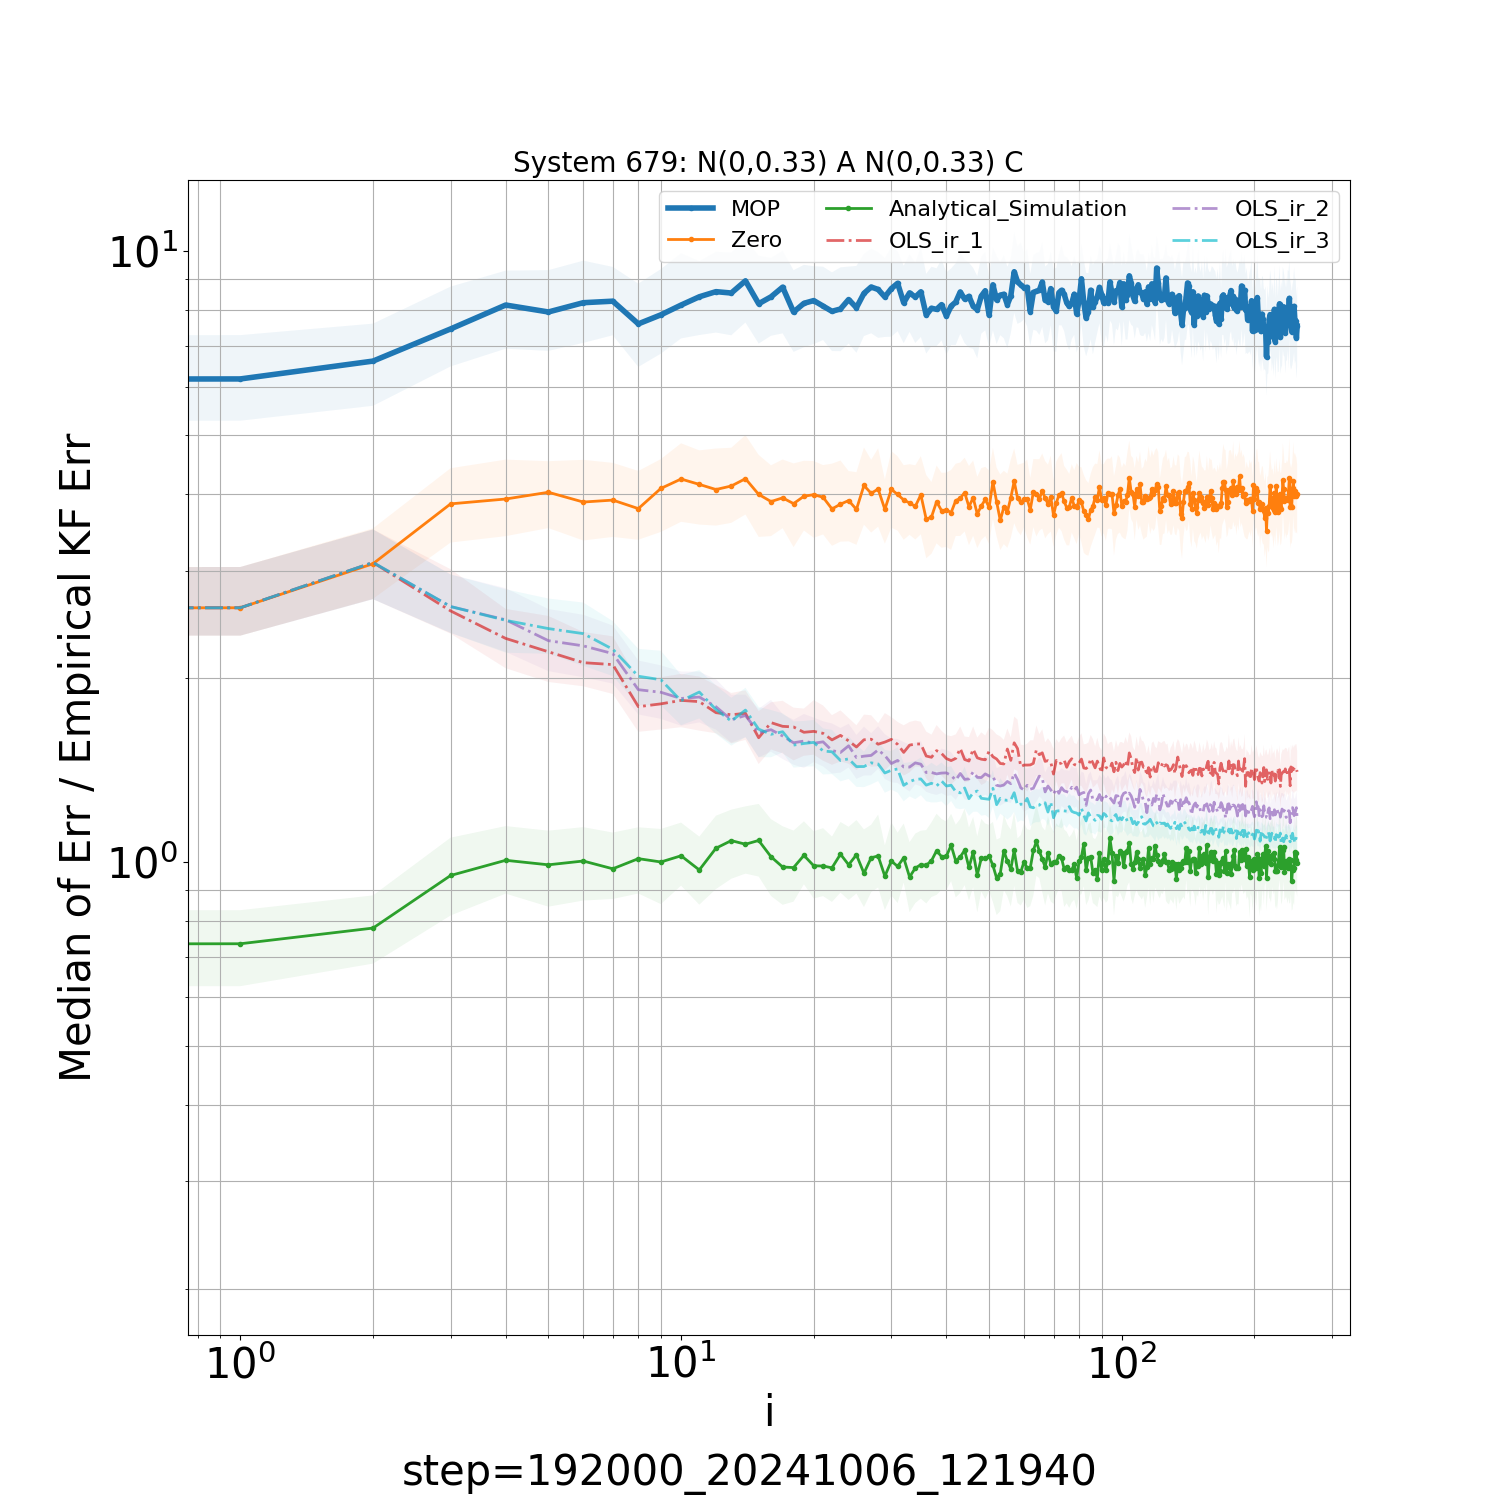 System 679: N(0,0.33) A N(0,0.33) C
MOP
Zero
Analytical_Simulation
OLS_ir_1
OLS_ir_2
OLS_ir_3
Median of Err / Empirical KF Err
10¹
10⁰
10⁰ 10¹ 10²
i
step=192000_20241006_121940